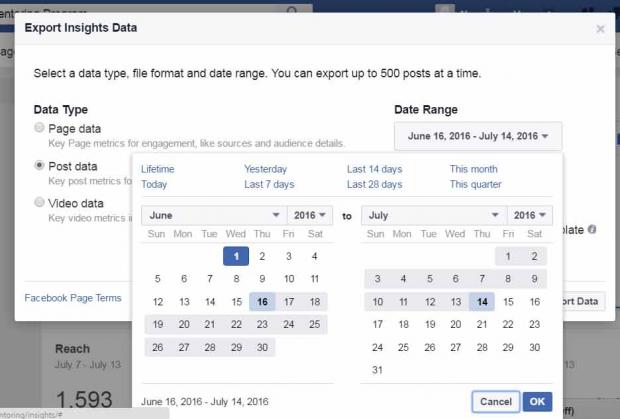 ntoring Program
Export Insights Data
Select a data type, file format and date range. You can export up to 500 posts at a time.
Data Type
Date Range
Page data
Key Page metrics for engagement, like sources and audience details.
June 16, 2016 - July 14, 2016
Post data
Key post metrics fo
Video data
Key video metrics i
Lifetime Yesterday Last 14 days This month
Today Last 7 days Last 28 days This quarter
June 2016 to July 2016
Sun Mon Tue Wed Thu Fri Sat Sun Mon Tue Wed Thu Fri Sat
1 2 3 4 1 2
5 6 7 8 9 10 11 3 4 5 6 7 8 9
12 13 14 15 16 17 18 10 11 12 13 14 15 16
19 20 21 22 23 24 25 17 18 19 20 21 22 23
26 27 28 29 30 24 25 26 27 28 29 30
31
plate
Facebook Page Terms
ort Data
June 16, 2016 - July 14, 2016
Cancel OK
Reach
July 7 - July 13
1,593
ntoring/insights/#